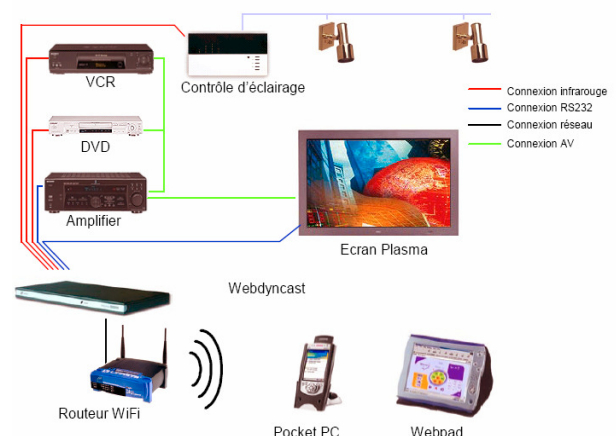 VCR
Contrôle d'éclairage
Connexion infrarouge
Connexion RS232
Connexion réseau
Connexion AV
DVD
Amplifier
Ecran Plasma
Webdyncast
Routeur WiFi
Pocket PC
Webpad